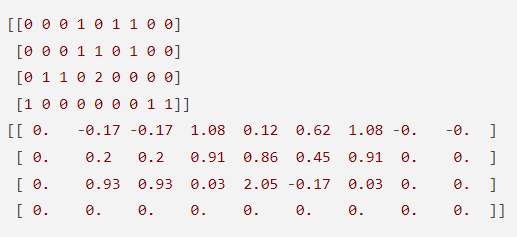 [[0 0 0 1 0 1 1 0 0]
[0 0 0 1 1 0 1 0 0]
[0 1 1 0 2 0 0 0 0]
[1 0 0 0 0 0 0 1 1]]
[[ 0. -0.17 -0.17 1.08 0.12 0.62 1.08 -0. -0. ]
[ 0. 0.2 0.2 0.91 0.86 0.45 0.91 0. 0. ]
[ 0. 0.93 0.93 0.03 2.05 -0.17 0.03 0. 0. ]
[ 0. 0. 0. 0. 0. 0. 0. 0. 0. ]]